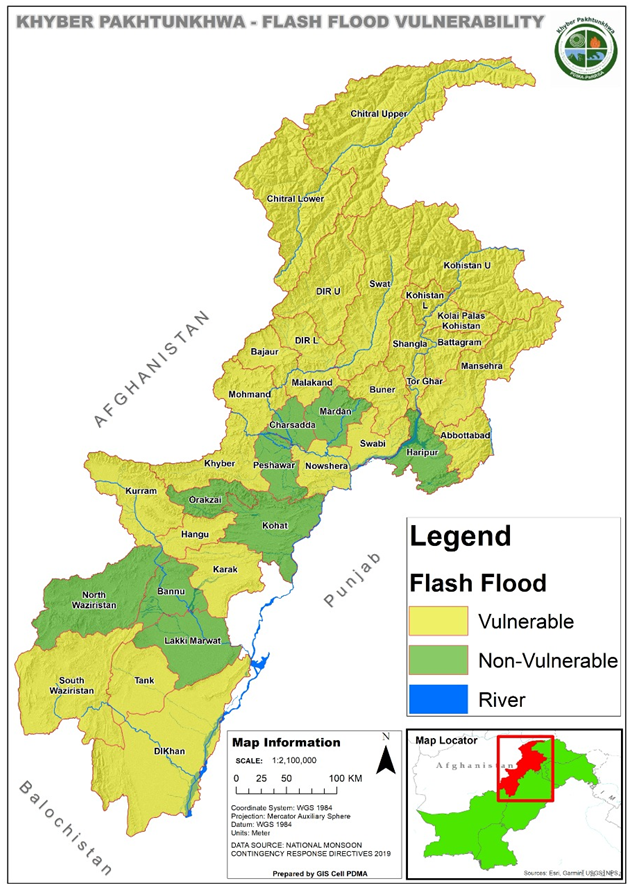 KHYBER PAKHTUNKHWA - FLASH FLOOD VULNERABILITY
Khyber Pakhtunkhwa
Chitral Upper
Chitral Lower
Kohistan U
Swat
DIR U
Kohistan
L
Kolai Palas
Kohistan
DIR L
Shangla
Battagram
Bajaur
Mansehra
Malakand
Tor Ghar
Buner
Mohmand
Mardan
Charsadda
Swabi
Abbottabad
Haripur
Khyber
Peshawar
Nowshera
Kurram
Orakzai
Kohat
Hangu
Karak
North
Waziristan
Bannu
Lakki Marwat
South
Waziristan
Tank
DIKhan
AFGHANISTAN
Punjab
Balochistan
Legend
Flash Flood
Vulnerable
Non-Vulnerable
River
Map Information
N
SCALE: 1:2,100,000
0 25 50 100 KM
Coordinate System: WGS 1984
Projection: Mercator Auxiliary Sphere
Datum: WGS 1984
Units: Meter
DATA SOURCE: NATIONAL MONSOON
CONTINGENCY RESPONSE DIRECTIVES 2019
Prepared by GIS Cell PDMA
Map Locator
Afghanistan
Sources: Esri, Garmin, USGS, NPS